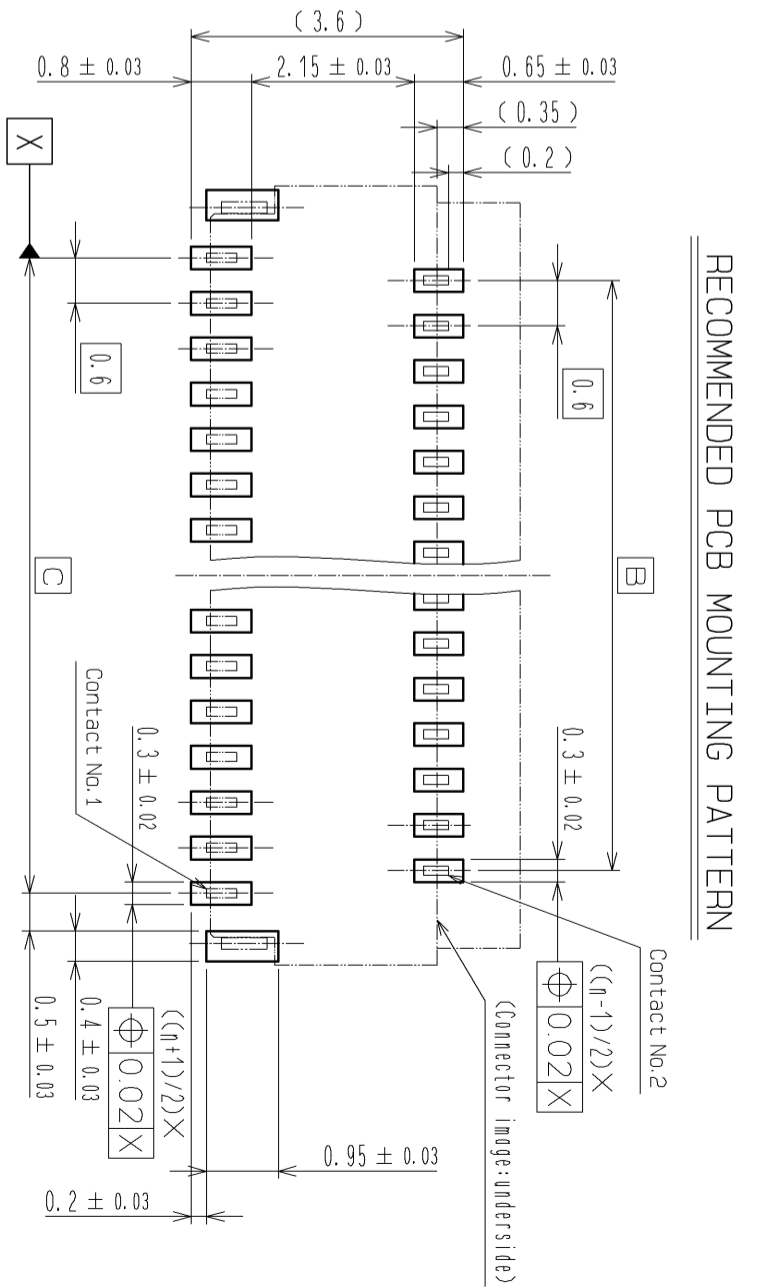 RECOMMENDED PCB MOUNTING PATTERN
( 3.6 )
0.8 ± 0.03
2.15 ± 0.03
0.65 ± 0.03
( 0.35 )
( 0.2 )
X
0.6
0.6
B
C
Contact No.1
0.3 ± 0.02
0.3 ± 0.02
Contact No.2
((n-1)/2)X
⌖ 0.02 X
(Connector image:underside)
((n+1)/2)X
⌖ 0.02 X
0.4 ± 0.03
0.5 ± 0.03
0.95 ± 0.03
0.2 ± 0.03